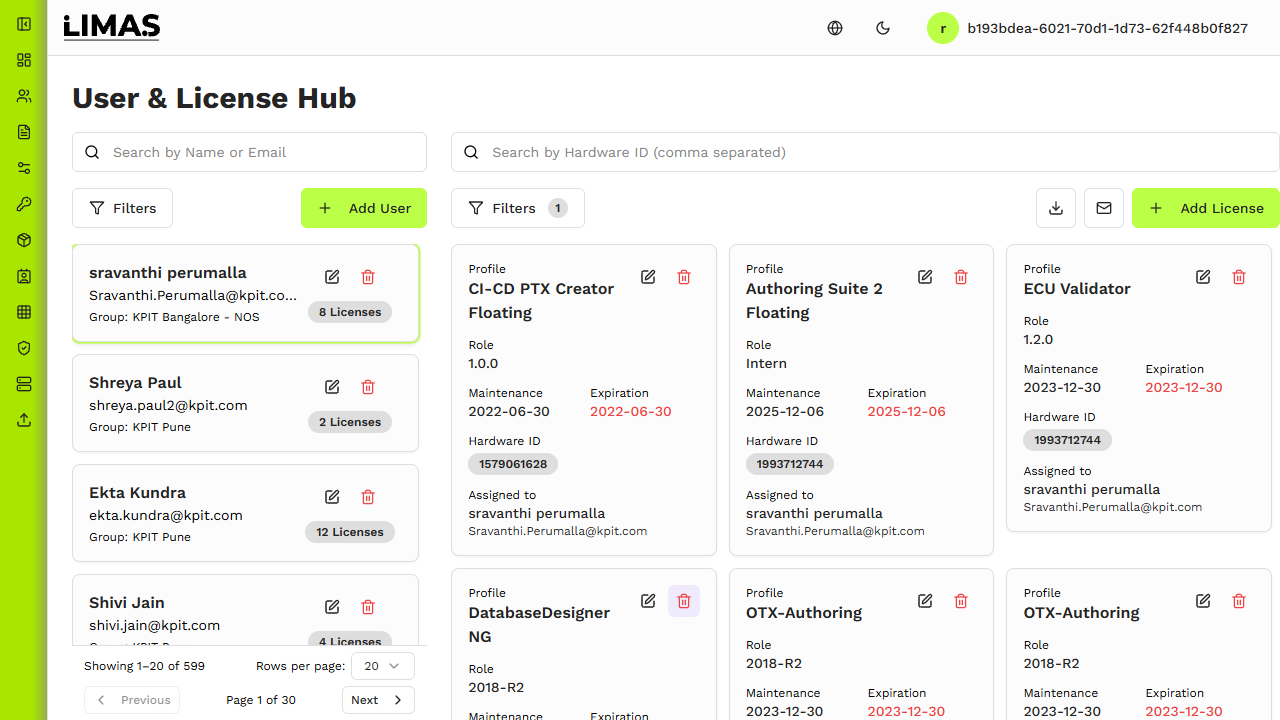 LIMAS
r
b193bdea-6021-70d1-1d73-62f448b0f827
User & License Hub
Search by Name or Email
Filters
Add User
sravanthi perumalla
Sravanthi.Perumalla@kpit.co...
Group: KPIT Bangalore - NOS
8 Licenses
Shreya Paul
shreya.paul2@kpit.com
Group: KPIT Pune
2 Licenses
Ekta Kundra
ekta.kundra@kpit.com
Group: KPIT Pune
12 Licenses
Shivi Jain
shivi.jain@kpit.com
4 Licenses
Showing 1–20 of 599
Rows per page:
20
Previous
Page 1 of 30
Next
Search by Hardware ID (comma separated)
Filters
1
Add License
Profile
CI-CD PTX Creator
Floating
Role
1.0.0
Maintenance
Expiration
2022-06-30
2022-06-30
Hardware ID
1579061628
Assigned to
sravanthi perumalla
Sravanthi.Perumalla@kpit.com
Profile
Authoring Suite 2
Floating
Role
Intern
Maintenance
Expiration
2025-12-06
2025-12-06
Hardware ID
1993712744
Assigned to
sravanthi perumalla
Sravanthi.Perumalla@kpit.com
Profile
ECU Validator
Role
1.2.0
Maintenance
Expiration
2023-12-30
2023-12-30
Hardware ID
1993712744
Assigned to
sravanthi perumalla
Sravanthi.Perumalla@kpit.com
Profile
DatabaseDesigner
NG
Role
2018-R2
Maintenance
Expiration
Profile
OTX-Authoring
Role
2018-R2
Maintenance
Expiration
2023-12-30
2023-12-30
Profile
OTX-Authoring
Role
2018-R2
Maintenance
Expiration
2023-12-30
2023-12-30